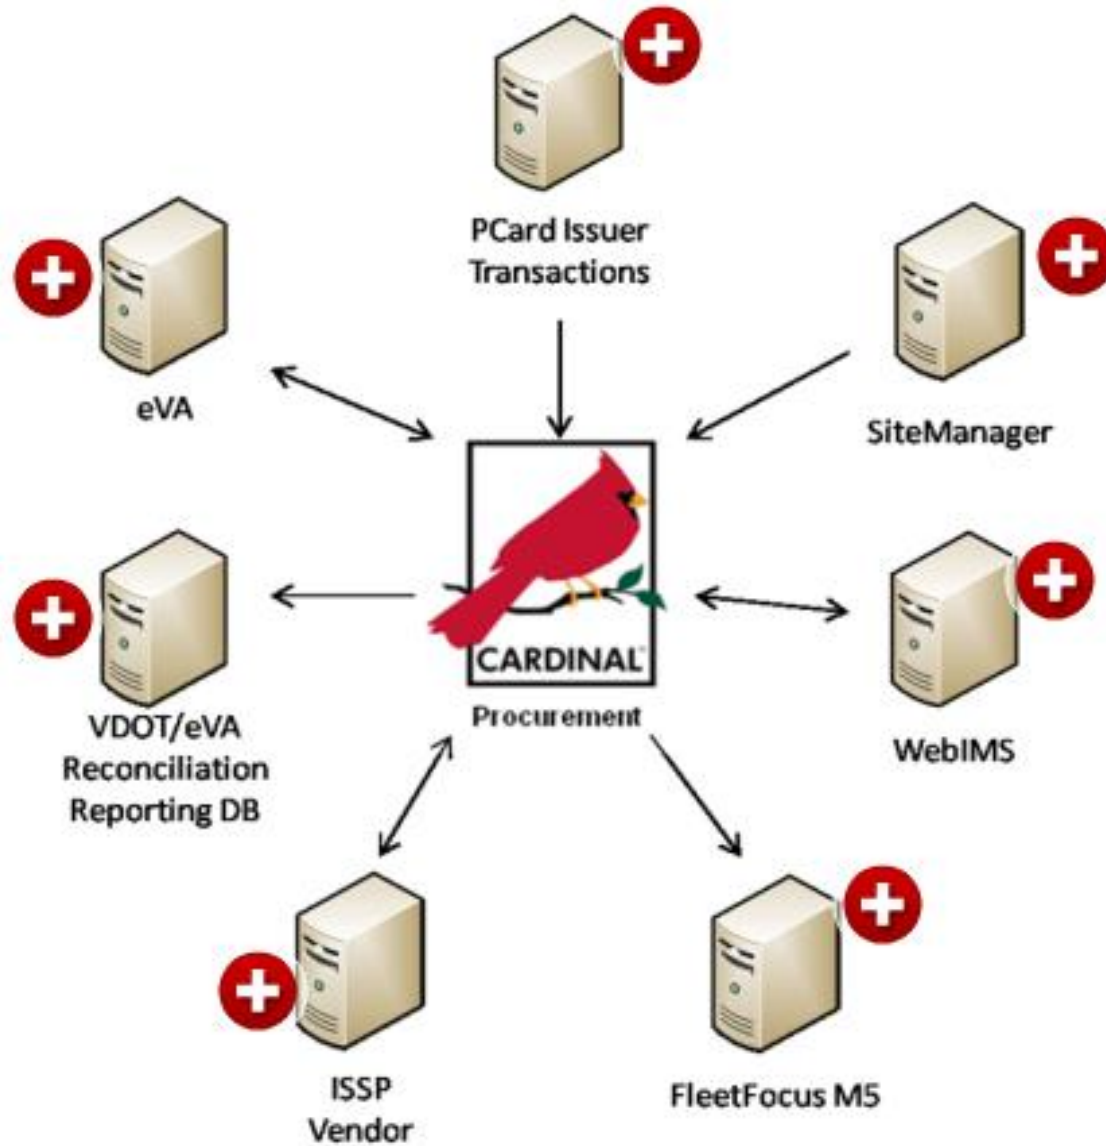 PCard Issuer
Transactions
eVA
SiteManager
CARDINAL
Procurement
VDOT/eVA
Reconciliation
Reporting DB
WebIMS
ISSP
Vendor
FleetFocus M5